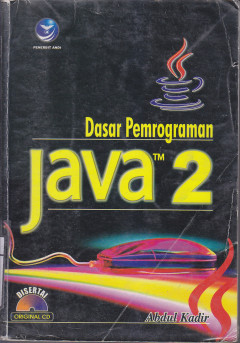 PENERBIT ANDI
Dasar Pemrograman
Java™ 2
DISERTAI
ORIGINAL CD
Abdul Kadir